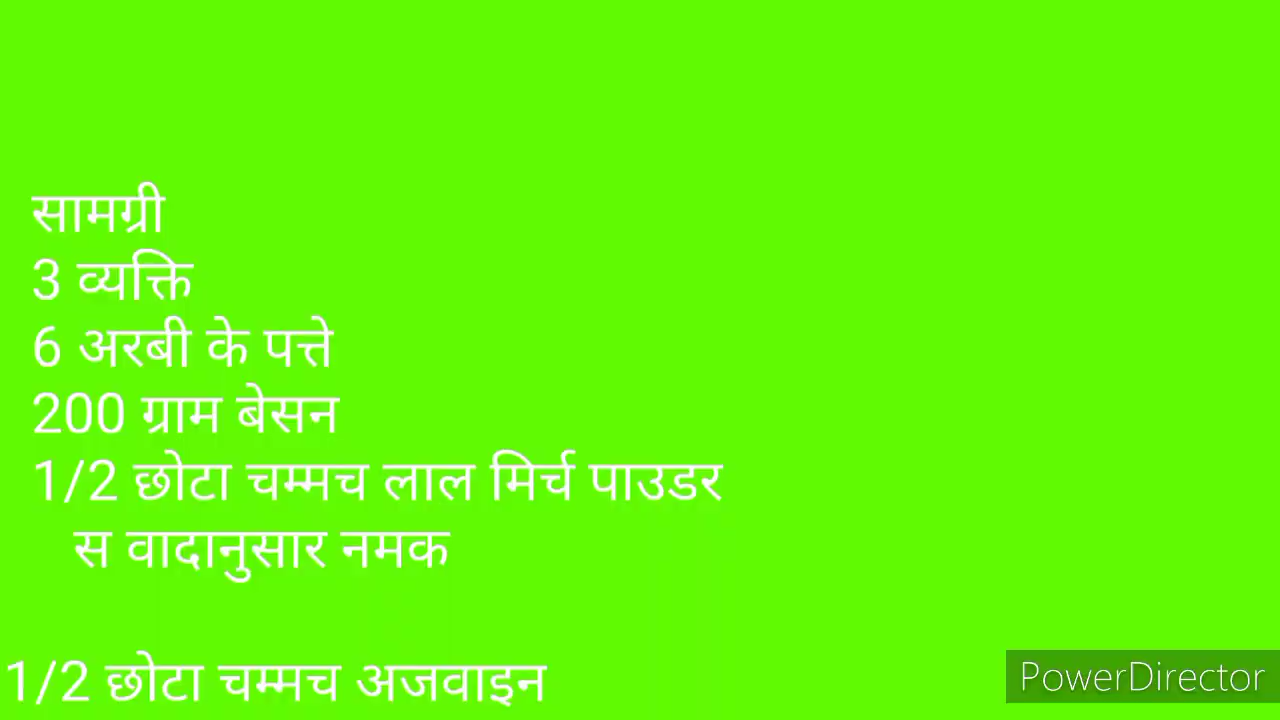 सामग्री
3 व्यक्ति
6 अरबी के पत्ते
200 ग्राम बेसन
1/2 छोटा चम्मच लाल मिर्च पाउडर
स वादानुसार नमक
1/2 छोटा चम्मच अजवाइन
PowerDirector